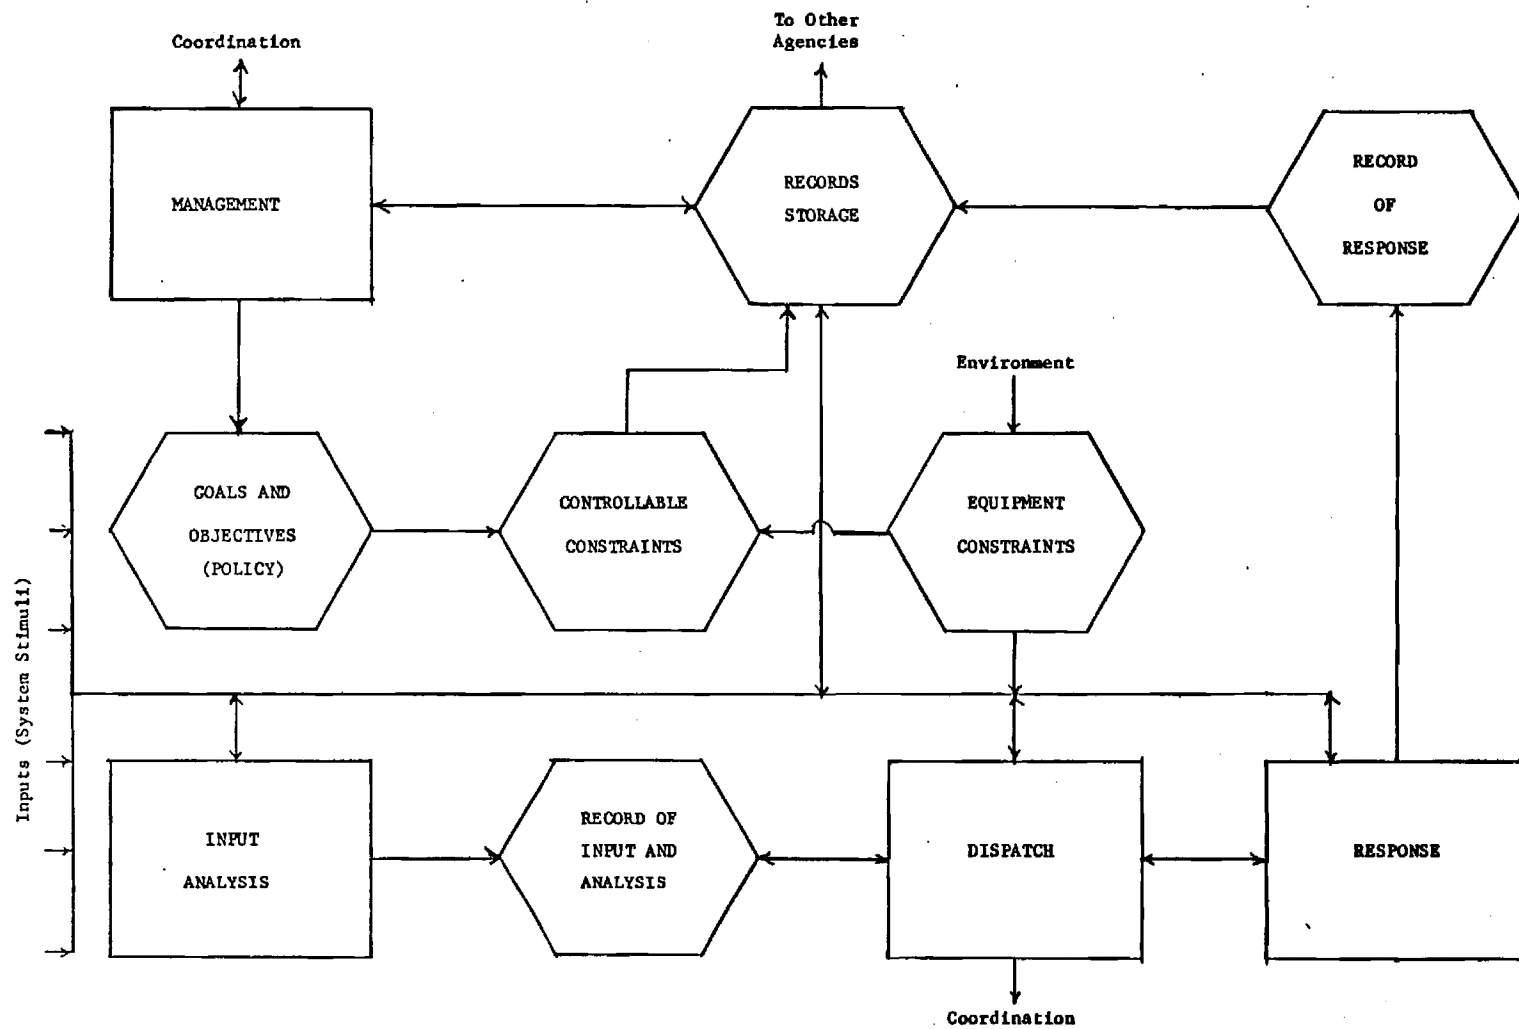 Coordination
To Other
Agencies
MANAGEMENT
RECORDS
STORAGE
RECORD
OF
RESPONSE
Environment
GOALS AND
OBJECTIVES
(POLICY)
CONTROLLABLE
CONSTRAINTS
EQUIPMENT
CONSTRAINTS
Inputs (System Stimuli)
INPUT
ANALYSIS
RECORD OF
INPUT AND
ANALYSIS
DISPATCH
RESPONSE
Coordination